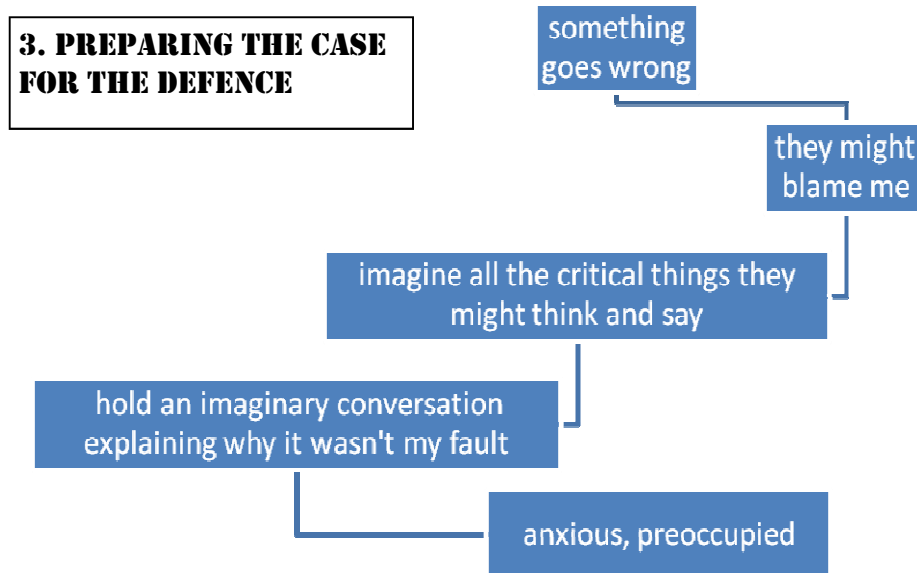 3. PREPARING THE CASE
FOR THE DEFENCE
something
goes wrong
they might
blame me
imagine all the critical things they
might think and say
hold an imaginary conversation
explaining why it wasn't my fault
anxious, preoccupied